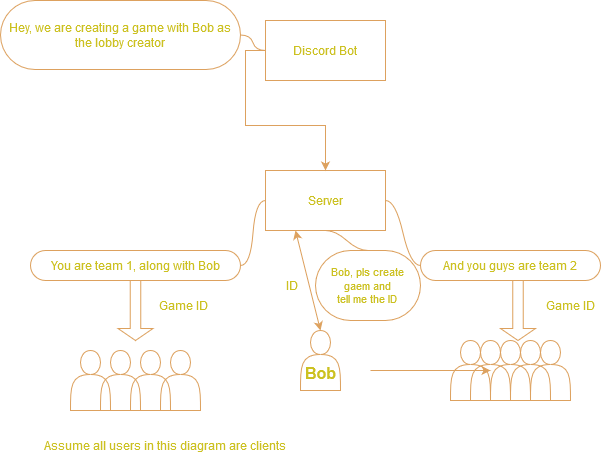 Hey, we are creating a game with Bob as
the lobby creator
Discord Bot
Server
You are team 1, along with Bob
ID
Bob, pls create
gaem and
tell me the ID
And you guys are team 2
Game ID
Game ID
Bob
Assume all users in this diagram are clients